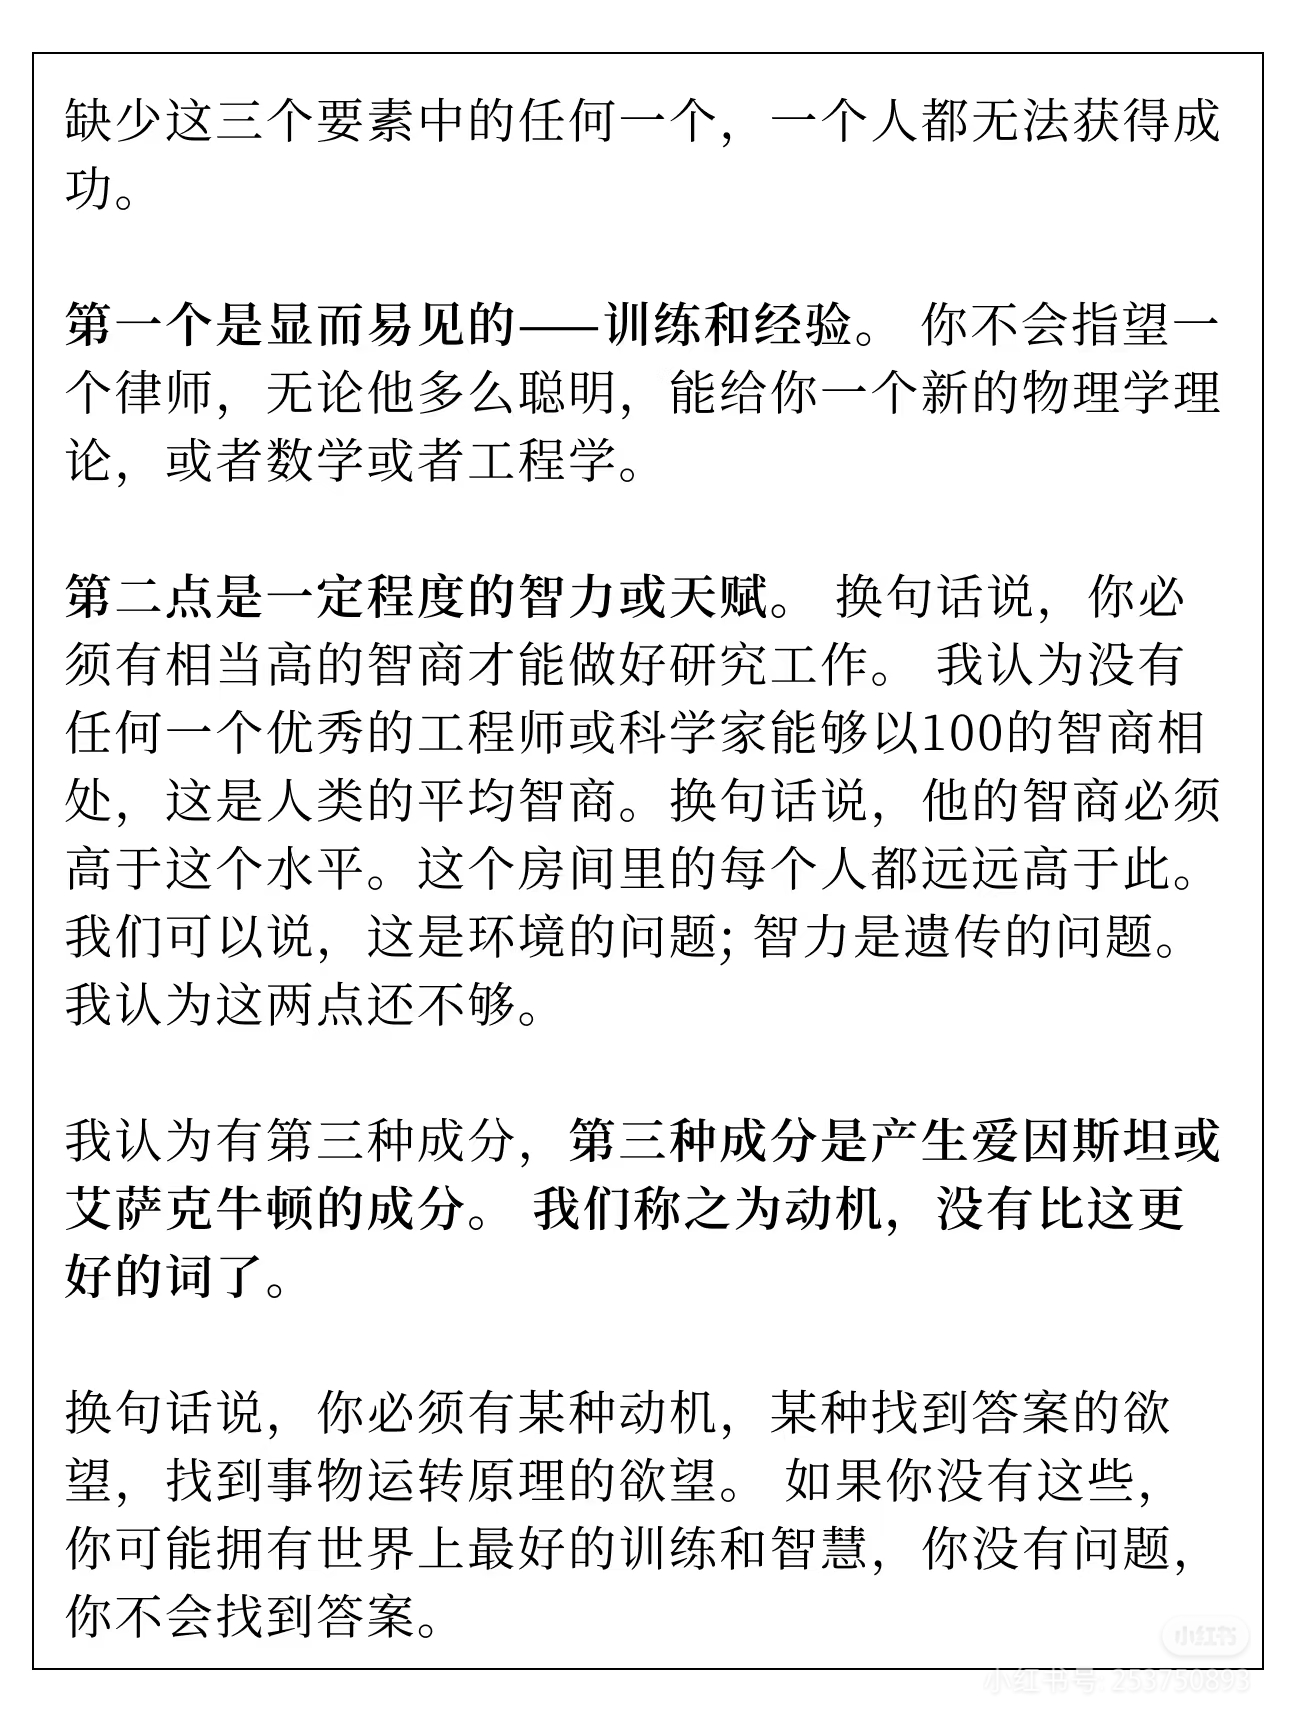 缺少这三个要素中的任何一个，一个人都无法获得成
功。
第一个是显而易见的——训练和经验。 你不会指望一
个律师，无论他多么聪明，能给你一个新的物理学理
论，或者数学或者工程学。
第二点是一定程度的智力或天赋。 换句话说，你必
须有相当高的智商才能做好研究工作。 我认为没有
任何一个优秀的工程师或科学家能够以100的智商相
处，这是人类的平均智商。换句话说，他的智商必须
高于这个水平。这个房间里的每个人都远远高于此。
我们可以说，这是环境的问题; 智力是遗传的问题。
我认为这两点还不够。
我认为有第三种成分，第三种成分是产生爱因斯坦或
艾萨克牛顿的成分。 我们称之为动机，没有比这更
好的词了。
换句话说，你必须有某种动机，某种找到答案的欲
望，找到事物运转原理的欲望。 如果你没有这些，
你可能拥有世界上最好的训练和智慧，你没有问题，
你不会找到答案。
小红书
小红书号: 253750893